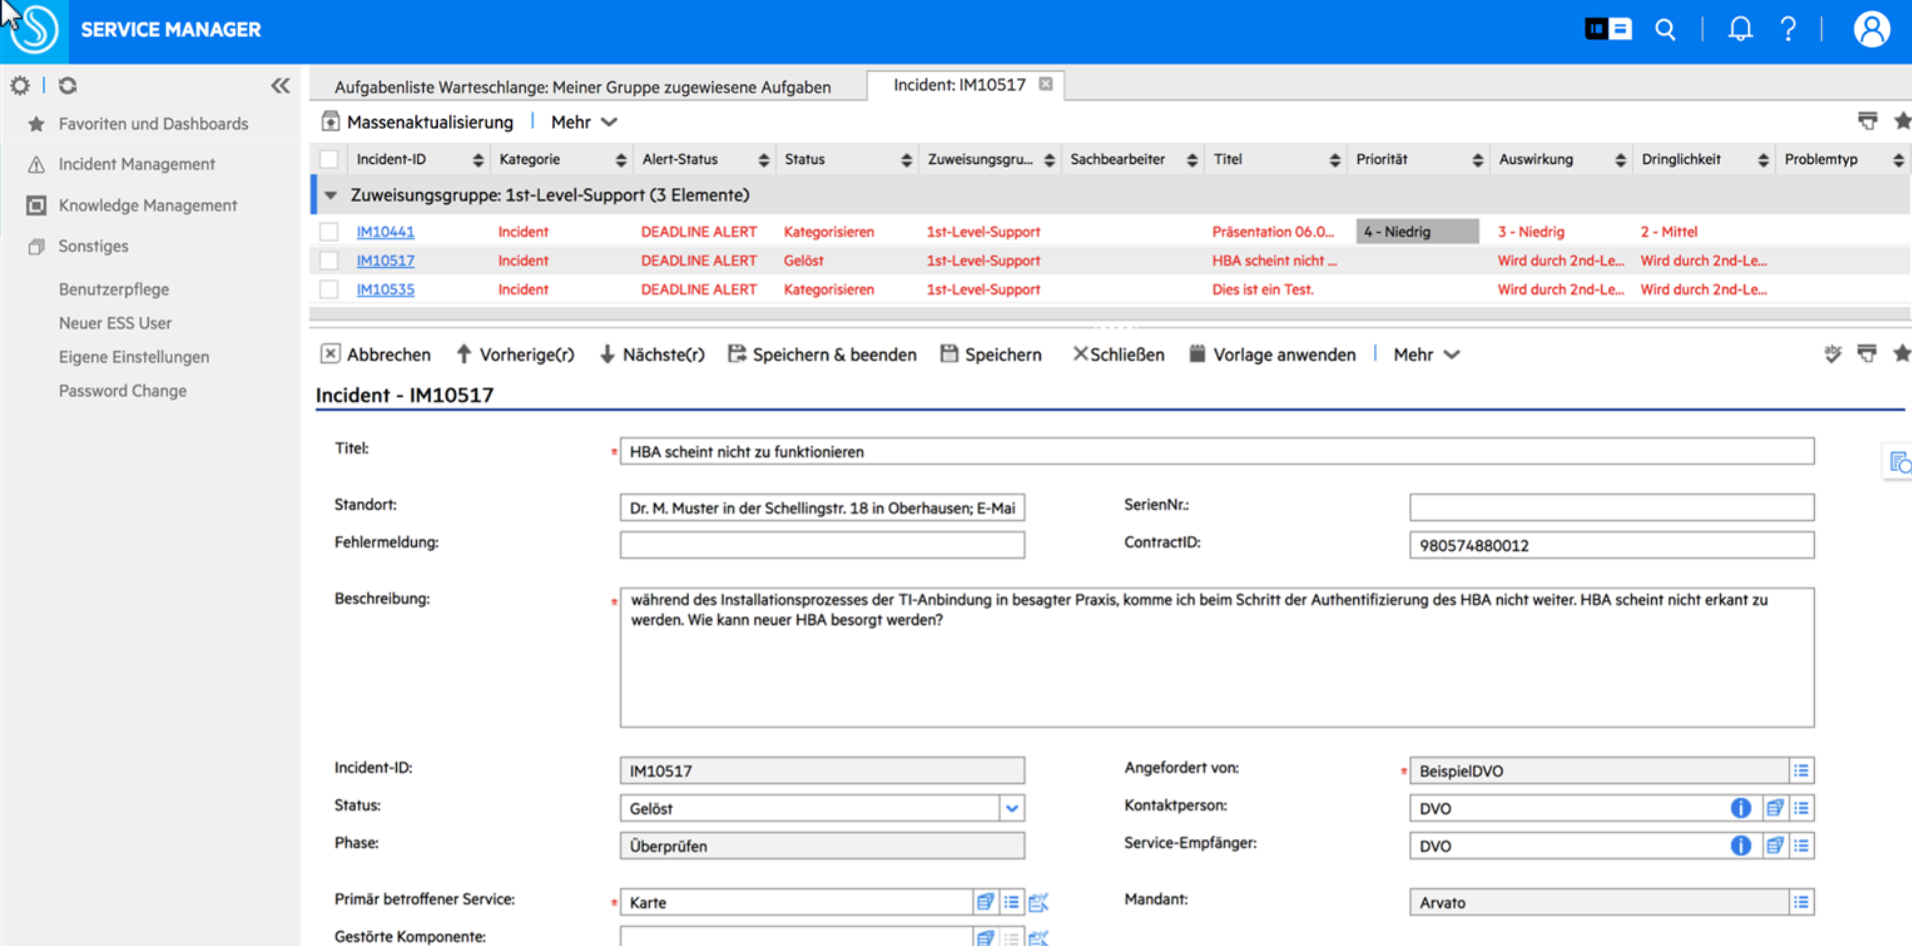 SERVICE MANAGER
Favoriten und Dashboards
Incident Management
Knowledge Management
Sonstiges
Benutzerpflege
Neuer ESS User
Eigene Einstellungen
Password Change
Aufgabenliste Warteschlange: Meiner Gruppe zugewiesene Aufgaben
Incident: IM10517
Massenaktualisierung
Mehr
Incident-ID Kategorie Alert-Status Status Zuweisungsgru... Sachbearbeiter Titel Priorität Auswirkung Dringlichkeit Problemtyp
Zuweisungsgruppe: 1st-Level-Support (3 Elemente)
IM10441 Incident DEADLINE ALERT Kategorisieren 1st-Level-Support Präsentation 06.0... 4 - Niedrig 3 - Niedrig 2 - Mittel
IM10517 Incident DEADLINE ALERT Gelöst 1st-Level-Support HBA scheint nicht ... Wird durch 2nd-Le... Wird durch 2nd-Le...
IM10535 Incident DEADLINE ALERT Kategorisieren 1st-Level-Support Dies ist ein Test. Wird durch 2nd-Le... Wird durch 2nd-Le...
Abbrechen Vorherige(r) Nächste(r) Speichern & beenden Speichern Schließen Vorlage anwenden Mehr
abc
Incident - IM10517
Titel: * HBA scheint nicht zu funktionieren
Standort: Dr. M. Muster in der Schellingstr. 18 in Oberhausen; E-Mai
SerienNr.:
Fehlermeldung:
ContractID: 980574880012
Beschreibung: * während des Installationsprozesses der TI-Anbindung in besagter Praxis, komme ich beim Schritt der Authentifizierung des HBA nicht weiter. HBA scheint nicht erkant zu
werden. Wie kann neuer HBA besorgt werden?
Incident-ID: IM10517
Angefordert von: * BeispielDVO
Status: Gelöst
Kontaktperson: DVO
Phase: Überprüfen
Service-Empfänger: DVO
Primär betroffener Service: * Karte
Mandant: Arvato
Gestörte Komponente: